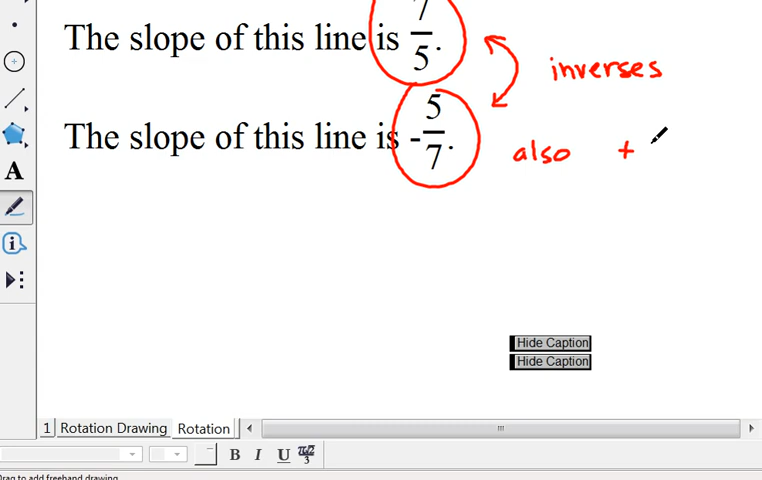 The slope of this line is 7/5.
inverses
The slope of this line is -5/7.
also +
A
i
Hide Caption
Hide Caption
1 Rotation Drawing Rotation
B I U
Drag to add freehand drawing.